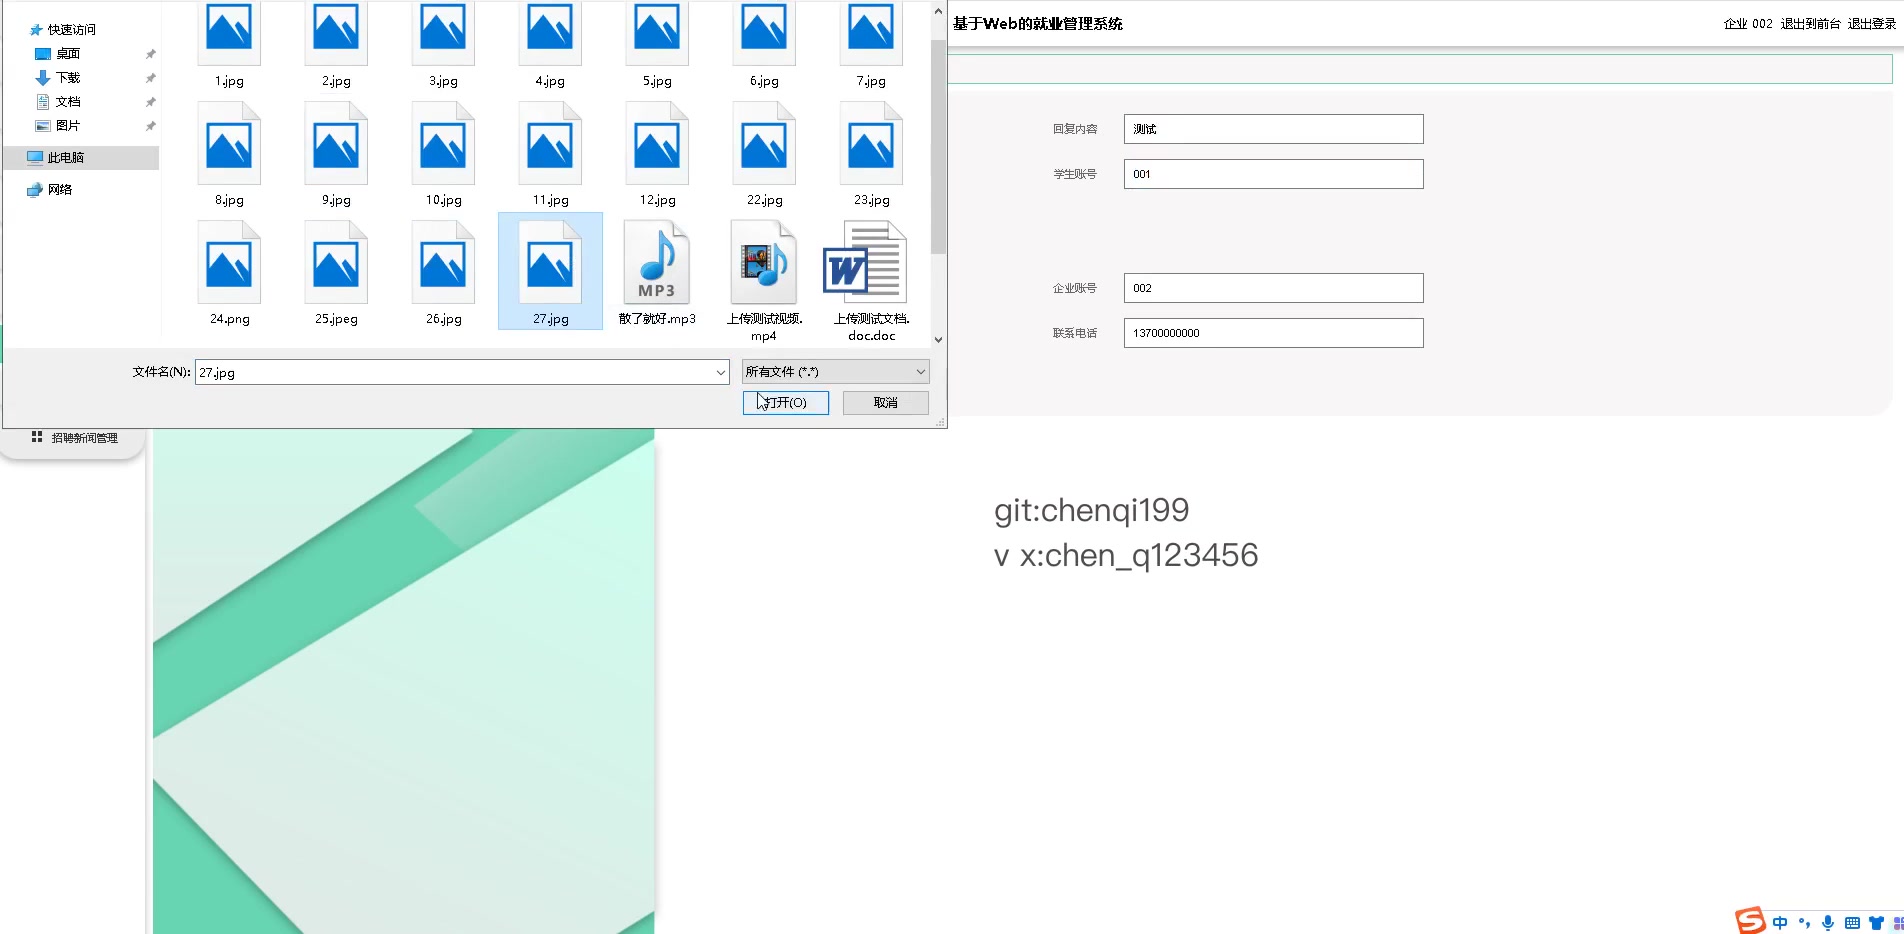 快速访问
桌面
下载
文档
图片
此电脑
网络
1.jpg
2.jpg
3.jpg
4.jpg
5.jpg
6.jpg
7.jpg
8.jpg
9.jpg
10.jpg
11.jpg
12.jpg
22.jpg
23.jpg
MP3
W
24.png
25.jpeg
26.jpg
27.jpg
散了就好.mp3
上传测试视频.
mp4
上传测试文档.
doc.doc
文件名(N):
27.jpg
所有文件 (*.*)
打开(O)
取消
招聘新闻管理
基于Web的就业管理系统
企业 002 退出到前台 退出登录
回复内容
测试
学生账号
001
企业账号
002
联系电话
13700000000
git:chenqi199
v x:chen_q123456
S 中